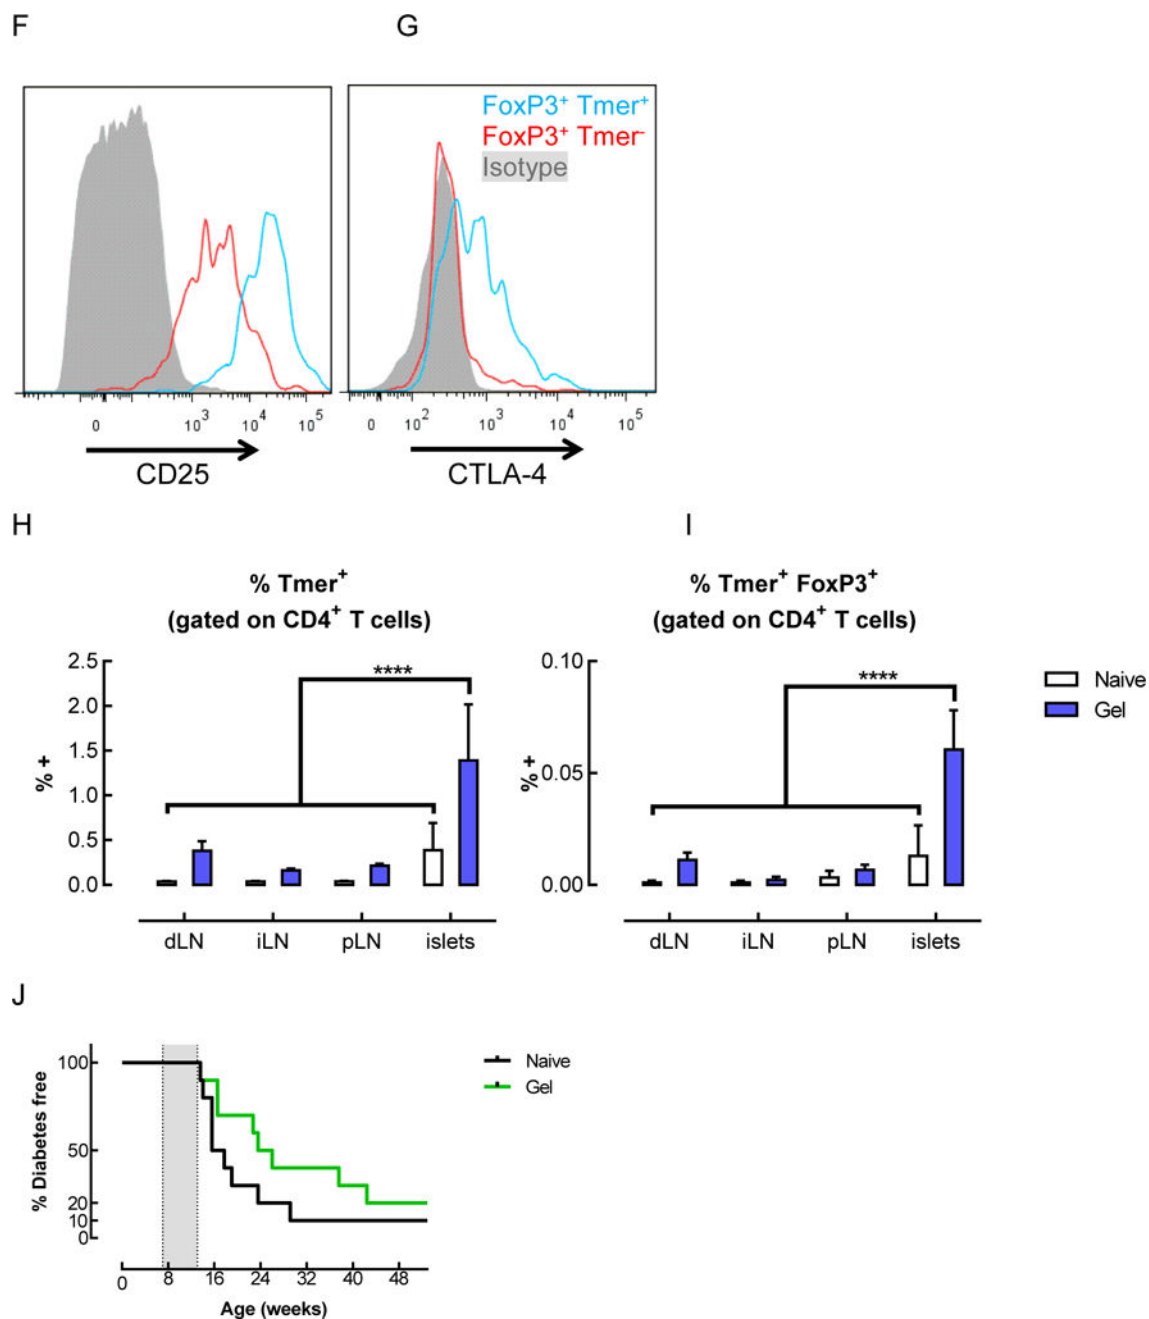 F
G
FoxP3⁺ Tmer⁺
FoxP3⁺ Tmer⁻
Isotype
0 10³ 10⁴ 10⁵
0 10² 10³ 10⁴ 10⁵
CD25
CTLA-4
H
I
% Tmer⁺
(gated on CD4⁺ T cells)
% Tmer⁺ FoxP3⁺
(gated on CD4⁺ T cells)
% +
2.5
2.0
1.5
1.0
0.5
0.0
****
dLN iLN pLN islets
% +
0.10
0.05
0.00
****
dLN iLN pLN islets
Naive
Gel
J
% Diabetes free
100
50
20
10
0
0 8 16 24 32 40 48
Age (weeks)
Naive
Gel